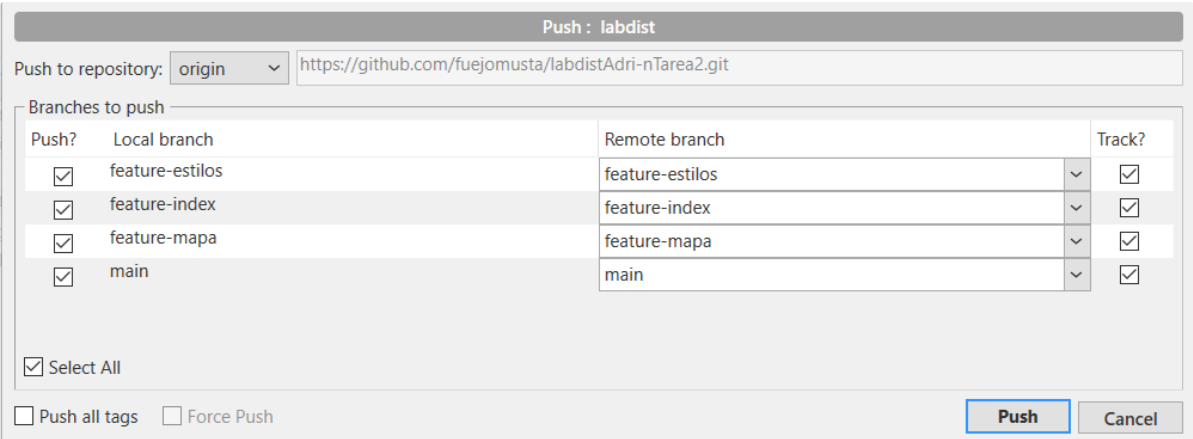 Push : labdist
Push to repository: origin https://github.com/fuejomusta/labdistAdri-nTarea2.git
Branches to push
Push? Local branch Remote branch Track?
feature-estilos feature-estilos
feature-index feature-index
feature-mapa feature-mapa
main main
Select All
Push all tags Force Push Push Cancel